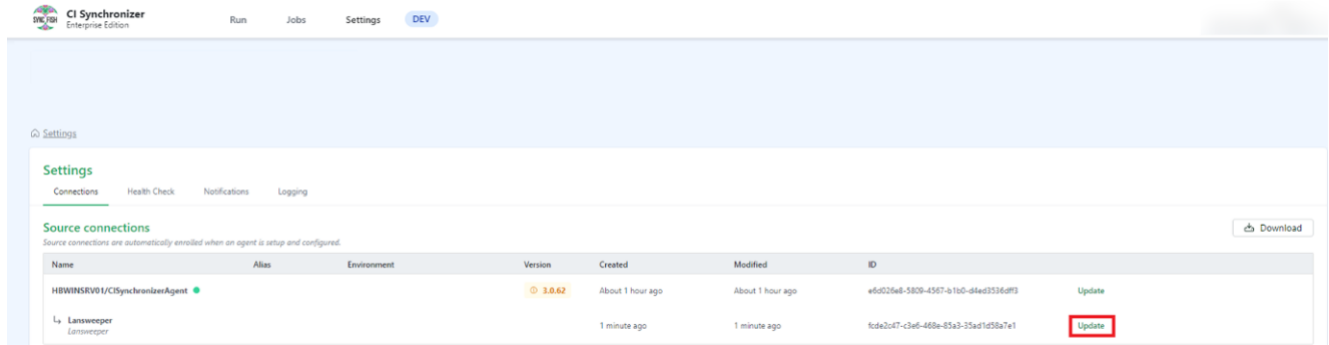 SYNC FISH
CI Synchronizer
Enterprise Edition
Run Jobs Settings DEV
Settings
Settings
Connections Health Check Notifications Logging
Source connections
Download
Source connections are automatically enrolled when an agent is setup and configured.
Name Alias Environment Version Created Modified ID
HBWINSRV01/CISynchronizerAgent 3.0.62 About 1 hour ago About 1 hour ago e6d026e8-5809-4567-b1b0-d4ed3536dff3 Update
Lansweeper 1 minute ago 1 minute ago fcde2c47-c3e6-468e-85a3-35ad1d58a7e1 Update
Lansweeper